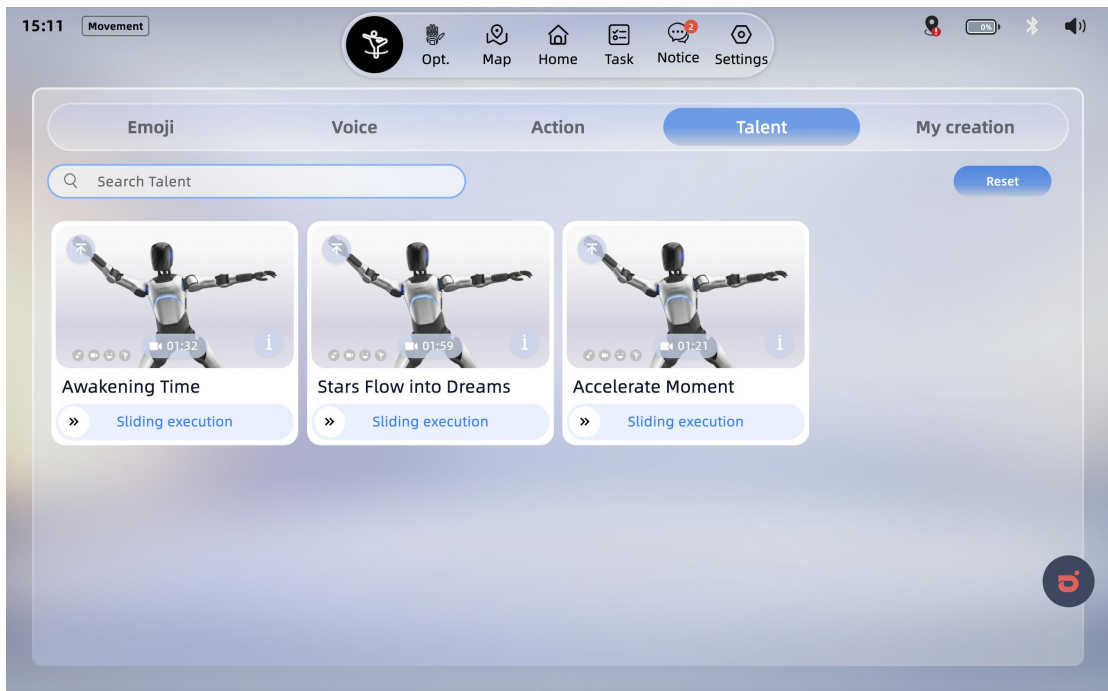 15:11
Movement
Opt.
Map
Home
Task
2
Notice
Settings
0%
Emoji
Voice
Action
Talent
My creation
Search Talent
Reset
01:32
i
01:59
i
01:21
i
Awakening Time
Stars Flow into Dreams
Accelerate Moment
Sliding execution
Sliding execution
Sliding execution